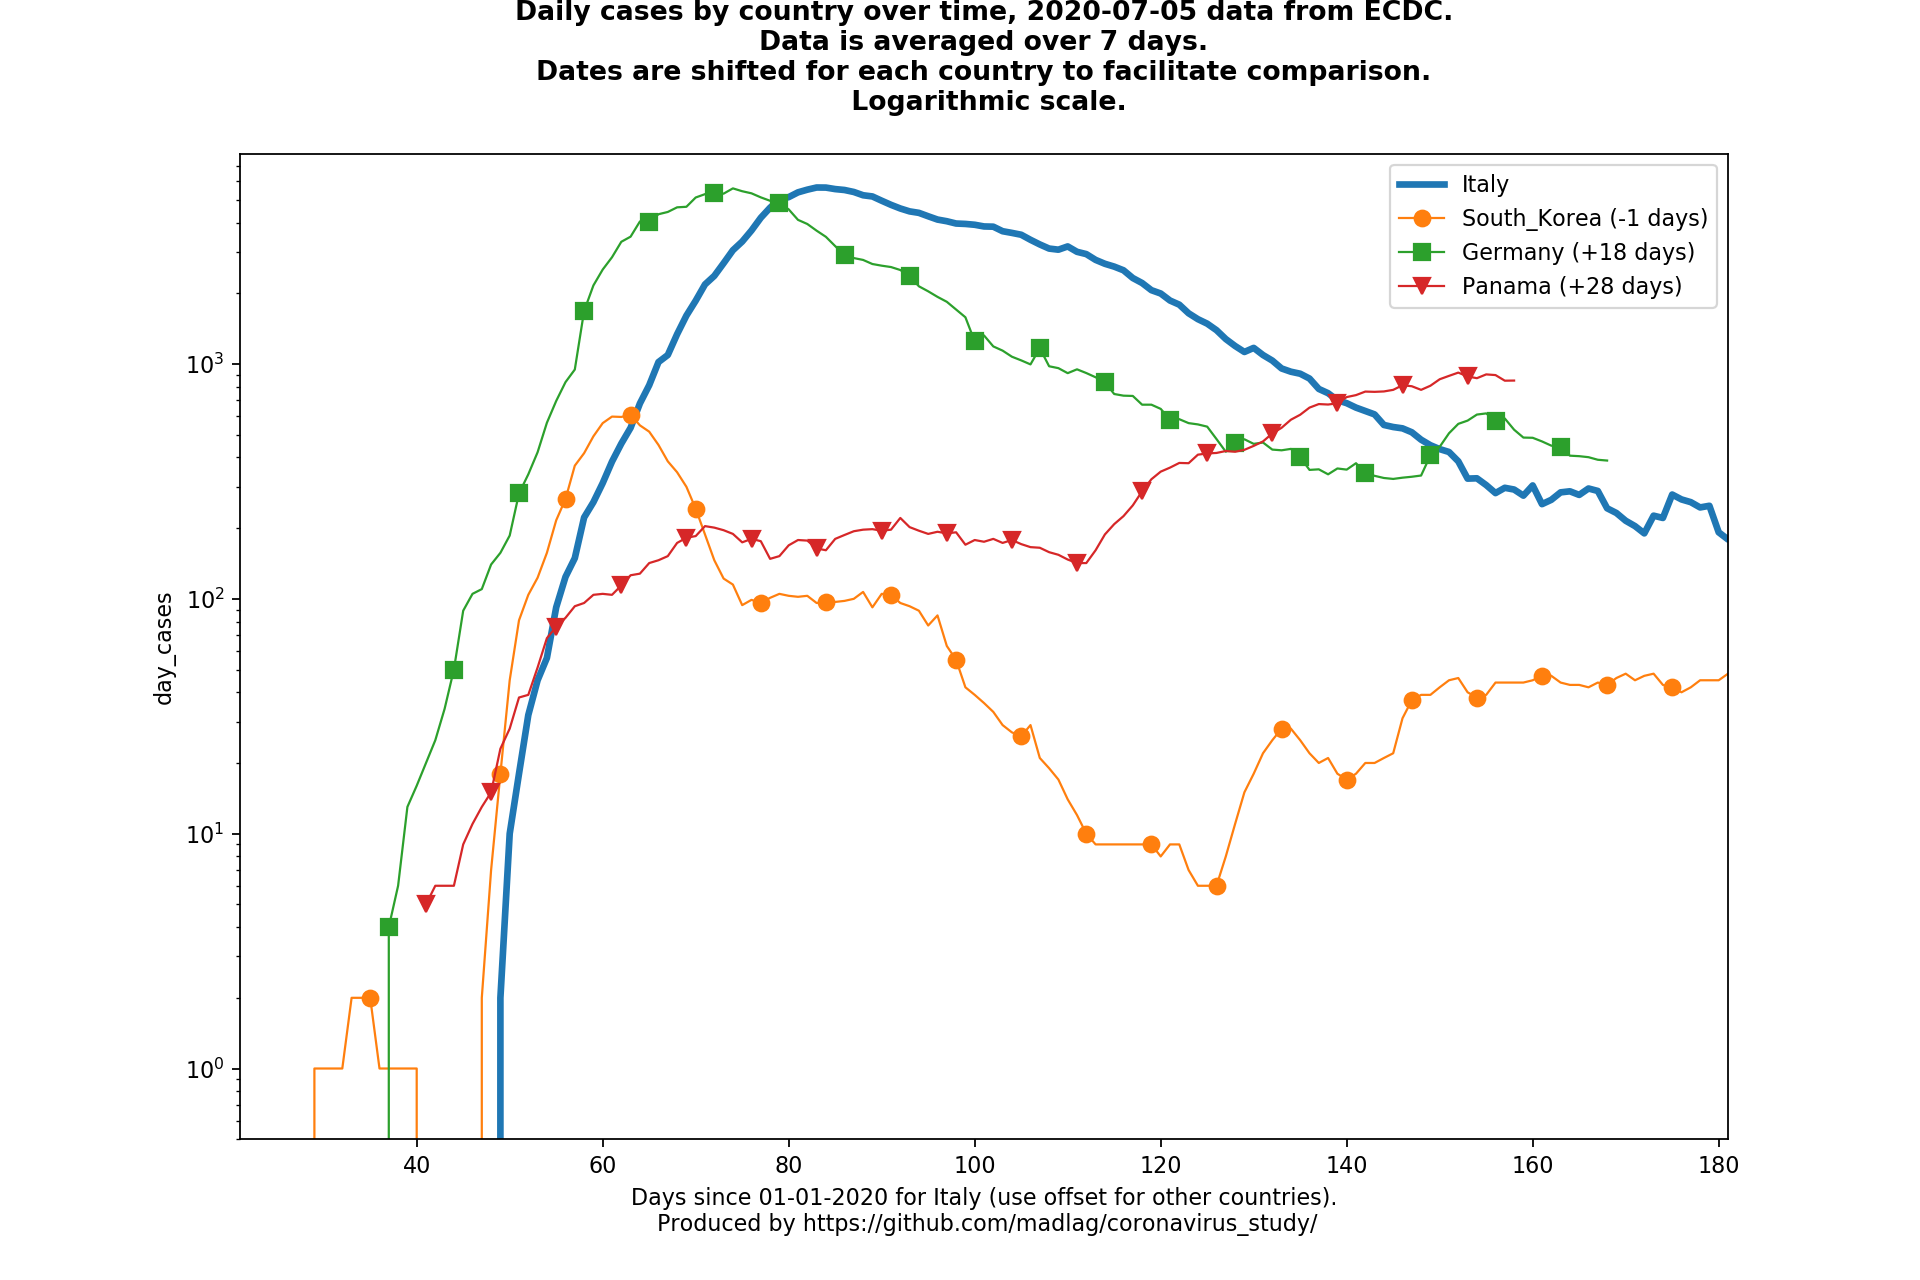 Daily cases by country over time, 2020-07-05 data from ECDC.
Data is averaged over 7 days.
Dates are shifted for each country to facilitate comparison.
Logarithmic scale.
Italy
South_Korea (-1 days)
Germany (+18 days)
Panama (+28 days)
10³
10²
10¹
10⁰
day_cases
40 60 80 100 120 140 160 180
Days since 01-01-2020 for Italy (use offset for other countries).
Produced by https://github.com/madlag/coronavirus_study/